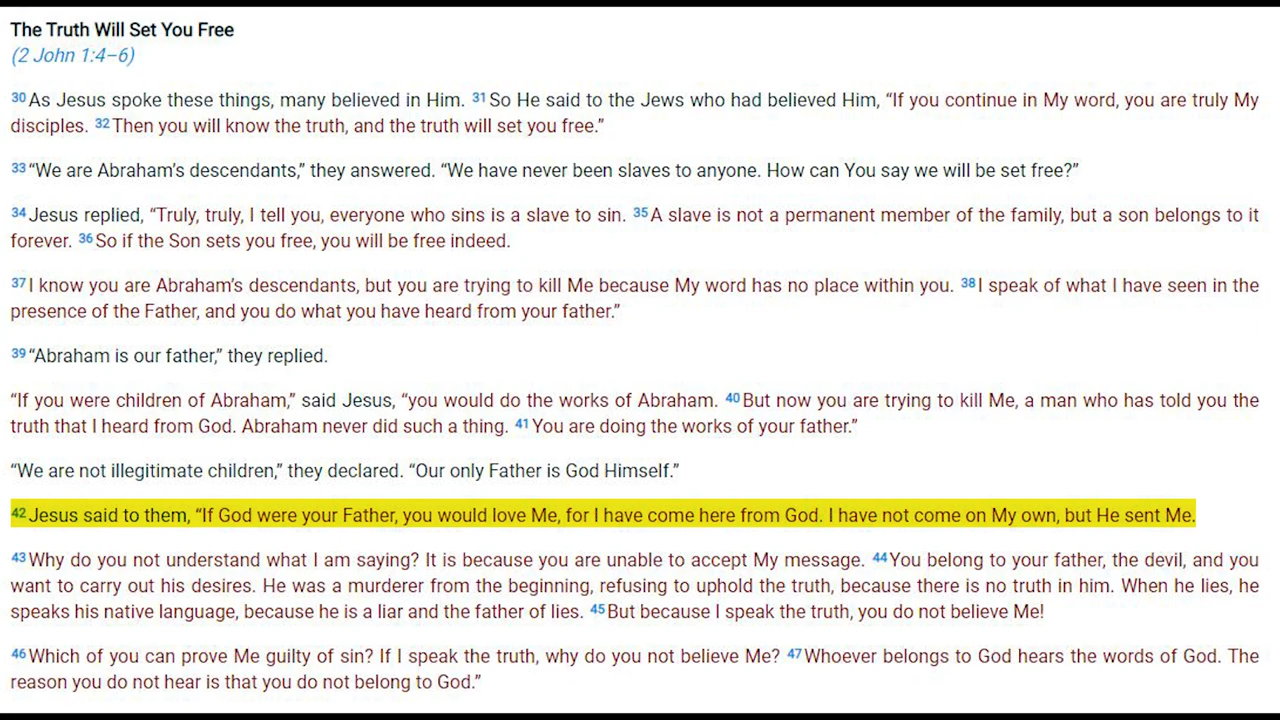 The Truth Will Set You Free
(2 John 1:4–6)
30 As Jesus spoke these things, many believed in Him. 31 So He said to the Jews who had believed Him, “If you continue in My word, you are truly My
disciples. 32 Then you will know the truth, and the truth will set you free.”
33 “We are Abraham’s descendants,” they answered. “We have never been slaves to anyone. How can You say we will be set free?”
34 Jesus replied, “Truly, truly, I tell you, everyone who sins is a slave to sin. 35 A slave is not a permanent member of the family, but a son belongs to it
forever. 36 So if the Son sets you free, you will be free indeed.
37 I know you are Abraham’s descendants, but you are trying to kill Me because My word has no place within you. 38 I speak of what I have seen in the
presence of the Father, and you do what you have heard from your father.”
39 “Abraham is our father,” they replied.
“If you were children of Abraham,” said Jesus, “you would do the works of Abraham. 40 But now you are trying to kill Me, a man who has told you the
truth that I heard from God. Abraham never did such a thing. 41 You are doing the works of your father.”
“We are not illegitimate children,” they declared. “Our only Father is God Himself.”
42 Jesus said to them, “If God were your Father, you would love Me, for I have come here from God. I have not come on My own, but He sent Me.
43 Why do you not understand what I am saying? It is because you are unable to accept My message. 44 You belong to your father, the devil, and you
want to carry out his desires. He was a murderer from the beginning, refusing to uphold the truth, because there is no truth in him. When he lies, he
speaks his native language, because he is a liar and the father of lies. 45 But because I speak the truth, you do not believe Me!
46 Which of you can prove Me guilty of sin? If I speak the truth, why do you not believe Me? 47 Whoever belongs to God hears the words of God. The
reason you do not hear is that you do not belong to God.”